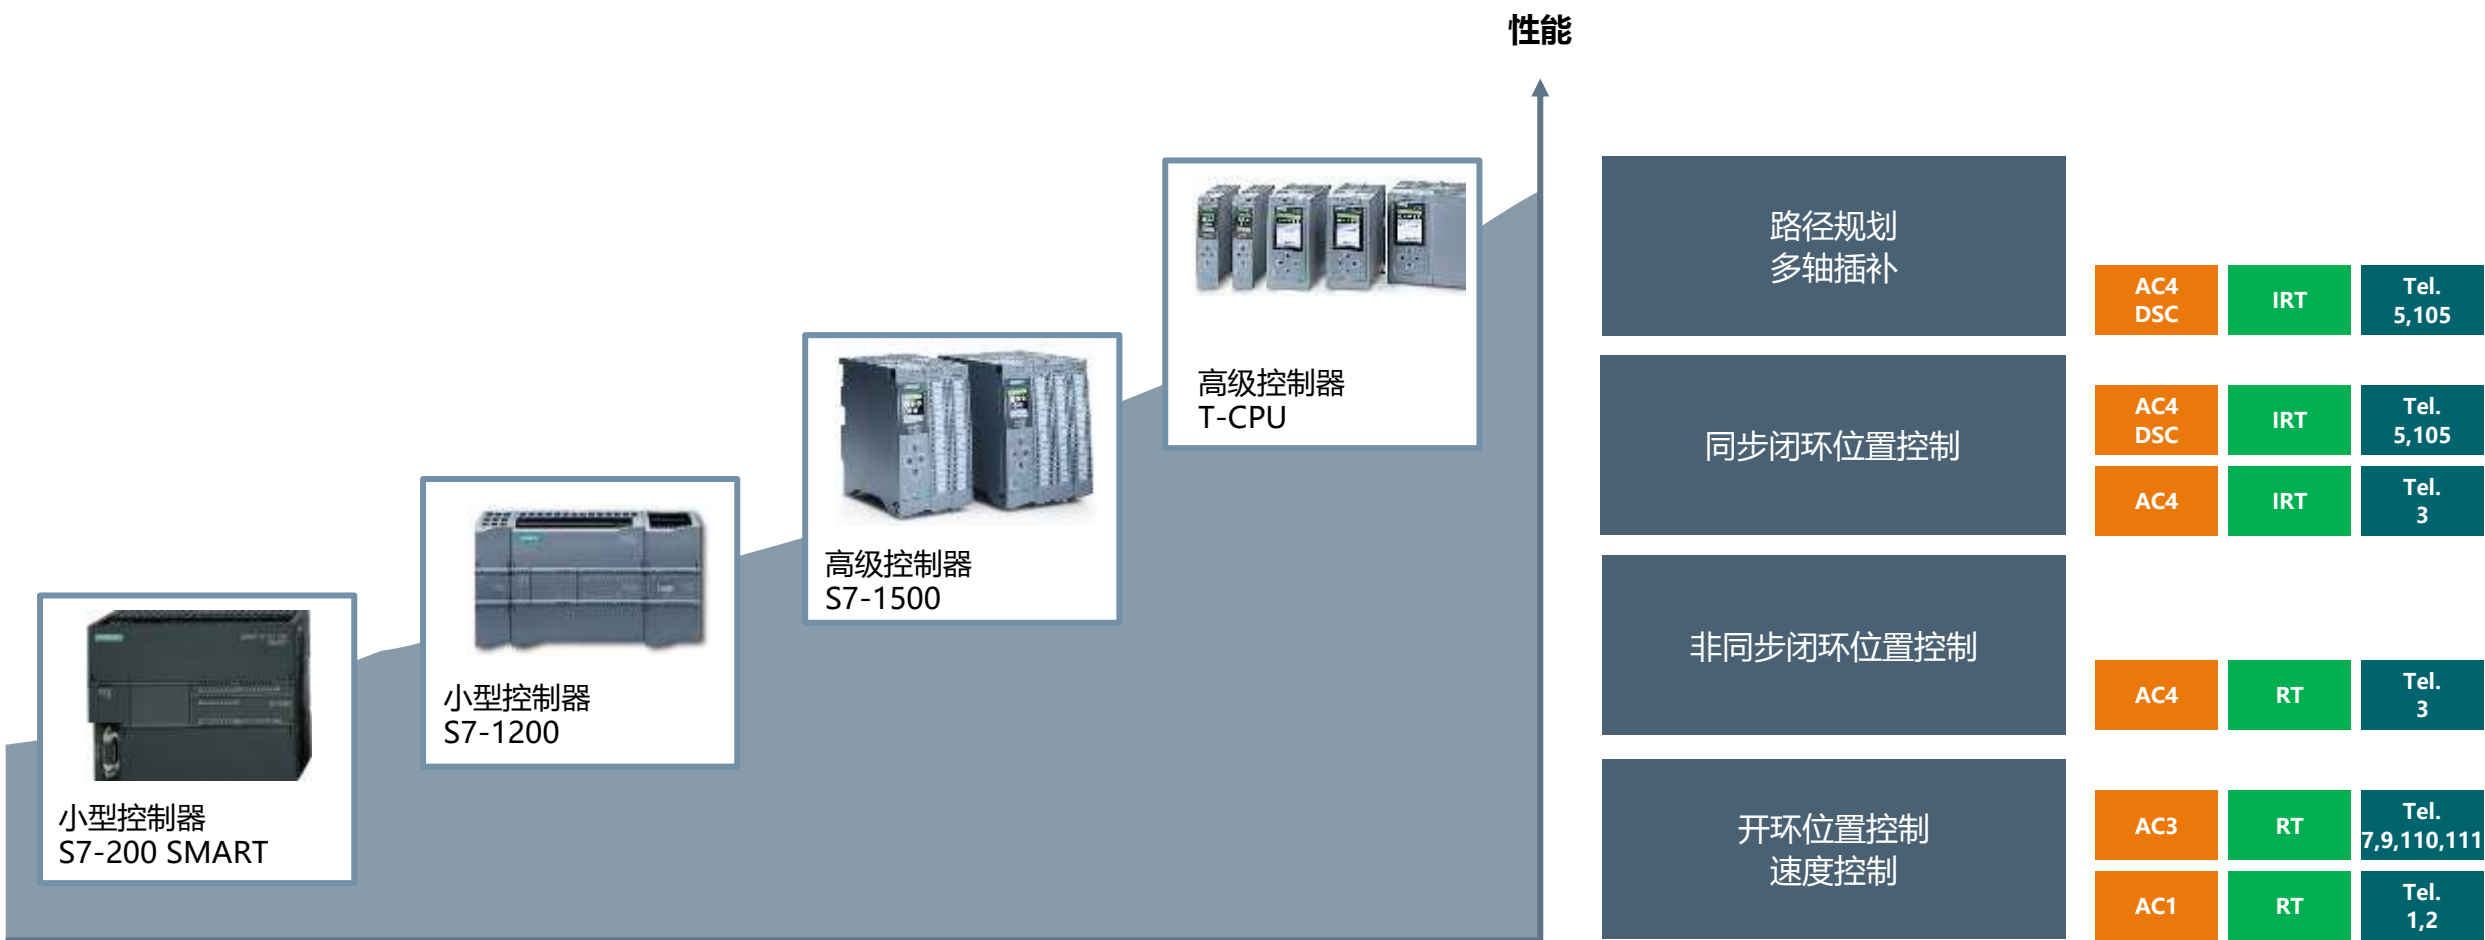 性能
高级控制器
T-CPU
高级控制器
S7-1500
小型控制器
S7-1200
小型控制器
S7-200 SMART
路径规划
多轴插补
AC4
DSC
IRT
Tel.
5,105
同步闭环位置控制
AC4
DSC
IRT
Tel.
5,105
AC4
IRT
Tel.
3
非同步闭环位置控制
AC4
RT
Tel.
3
开环位置控制
速度控制
AC3
RT
Tel.
7,9,110,111
AC1
RT
Tel.
1,2